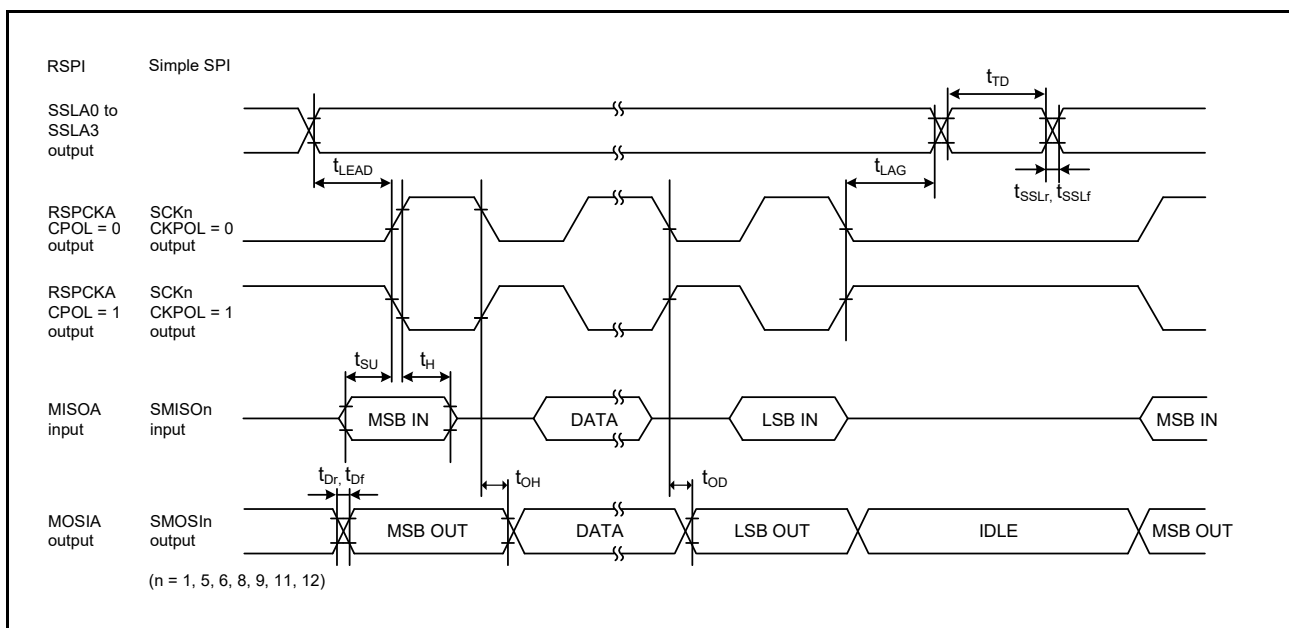 RSPI Simple SPI
SSLA0 to
SSLA3
output
tTD
tLEAD
tLAG
tSSLr, tSSLf
RSPCKA SCKn
CPOL = 0 CKPOL = 0
output output
RSPCKA SCKn
CPOL = 1 CKPOL = 1
output output
tSU tH
MISOA SMISOn
input input
MSB IN DATA LSB IN MSB IN
tDr, tDf tOH tOD
MOSIA SMOSIn
output output
MSB OUT DATA LSB OUT IDLE MSB OUT
(n = 1, 5, 6, 8, 9, 11, 12)